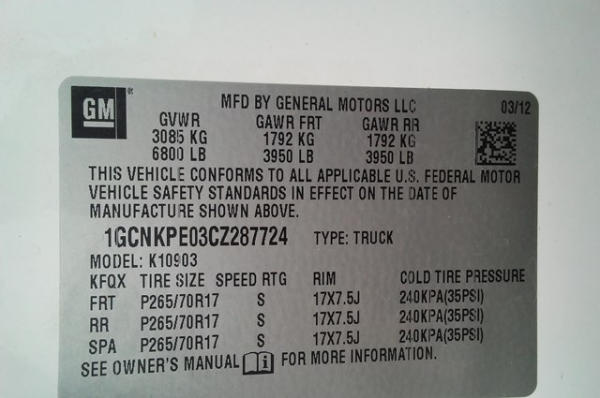 GM
MFD BY GENERAL MOTORS LLC 03/12
GVWR GAWR FRT GAWR RR
3085 KG 1792 KG 1792 KG
6800 LB 3950 LB 3950 LB
THIS VEHICLE CONFORMS TO ALL APPLICABLE U.S. FEDERAL MOTOR
VEHICLE SAFETY STANDARDS IN EFFECT ON THE DATE OF
MANUFACTURE SHOWN ABOVE.
1GCNKPE03CZ287724 TYPE: TRUCK
MODEL: K10903
KFQX TIRE SIZE SPEED RTG RIM COLD TIRE PRESSURE
FRT P265/70R17 S 17X7.5J 240KPA(35PSI)
RR P265/70R17 S 17X7.5J 240KPA(35PSI)
SPA P265/70R17 S 17X7.5J 240KPA(35PSI)
SEE OWNER'S MANUAL FOR MORE INFORMATION.